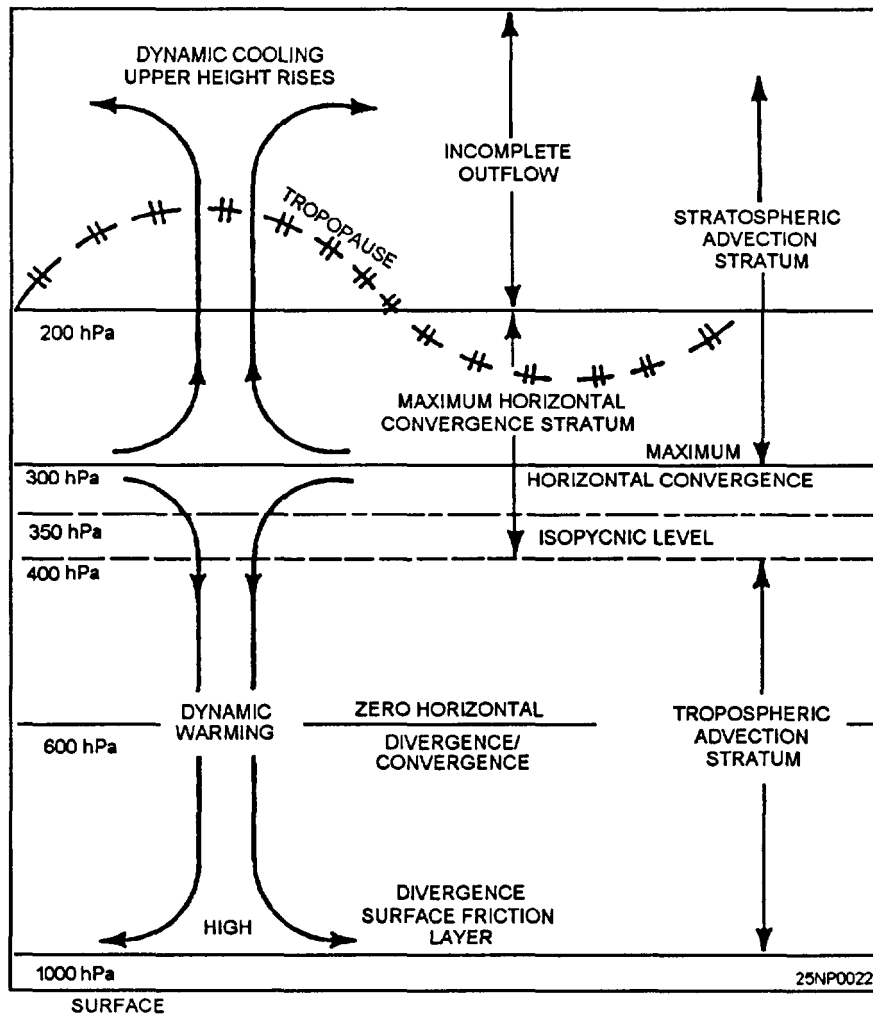 DYNAMIC COOLING
UPPER HEIGHT RISES
INCOMPLETE
OUTFLOW
TROPOPAUSE
STRATOSPHERIC
ADVECTION
STRATUM
200 hPa
MAXIMUM HORIZONTAL
CONVERGENCE STRATUM
MAXIMUM
300 hPa
HORIZONTAL CONVERGENCE
350 hPa
ISOPYCNIC LEVEL
400 hPa
DYNAMIC
WARMING
ZERO HORIZONTAL
600 hPa
DIVERGENCE/
CONVERGENCE
TROPOSPHERIC
ADVECTION
STRATUM
HIGH
DIVERGENCE
SURFACE FRICTION
LAYER
1000 hPa
25NP0022
SURFACE